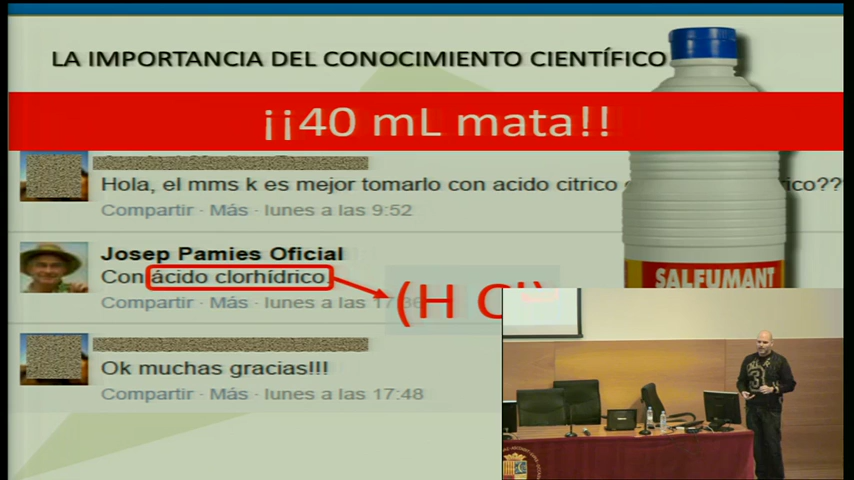 LA IMPORTANCIA DEL CONOCIMIENTO CIENTÍFICO
¡¡40 mL mata!!
Hola, el mms k es mejor tomarlo con acido citrico
Compartir · Más · lunes a las 9:52
Josep Pamies Oficial
Con ácido clorhídrico.
Compartir · Más · lunes a las
(H Cl)
SALFUMANT
Ok muchas gracias!!!
Compartir · Más · lunes a las 17:48